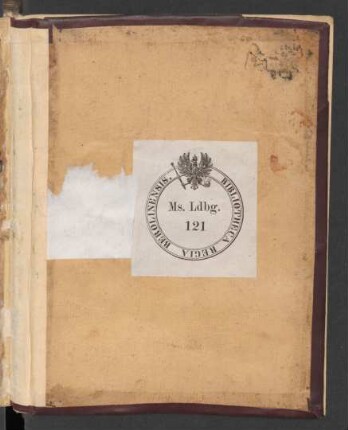 BIBLIOTHECA REGIA BEROLINENSIS.
Ms. Ldbg.
121